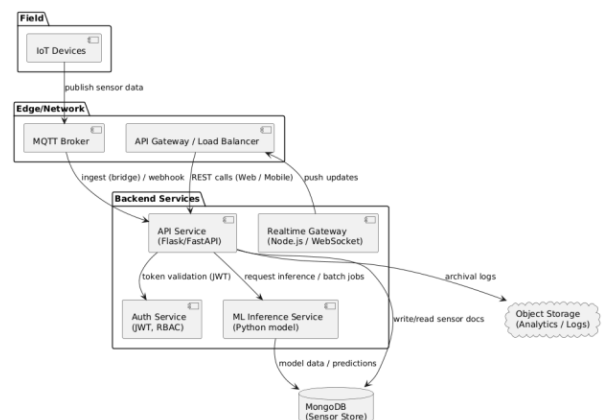 Field
IoT Devices
publish sensor data
Edge/Network
MQTT Broker
API Gateway / Load Balancer
ingest (bridge) / webhook
REST calls (Web / Mobile)
push updates
Backend Services
API Service
(Flask/FastAPI)
Realtime Gateway
(Node.js / WebSocket)
token validation (JWT)
request inference / batch jobs
archival logs
Auth Service
(JWT, RBAC)
ML Inference Service
(Python model)
write/read sensor docs
Object Storage
(Analytics / Logs)
model data / predictions
MongoDB
(Sensor Store)